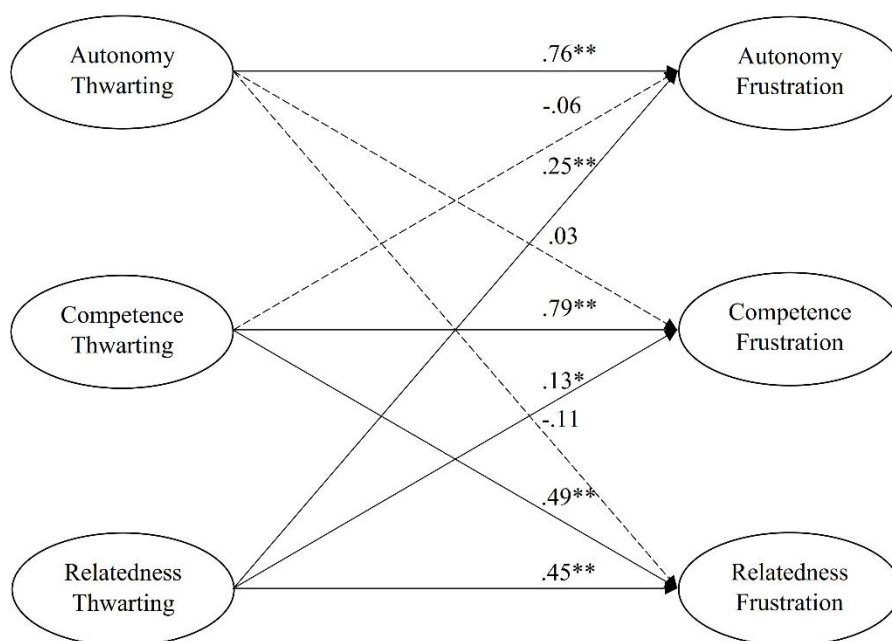 Autonomy
Thwarting
.76**
Autonomy
Frustration
-.06
.25**
.03
Competence
Thwarting
.79**
Competence
Frustration
.13*
-.11
.49**
Relatedness
Thwarting
.45**
Relatedness
Frustration